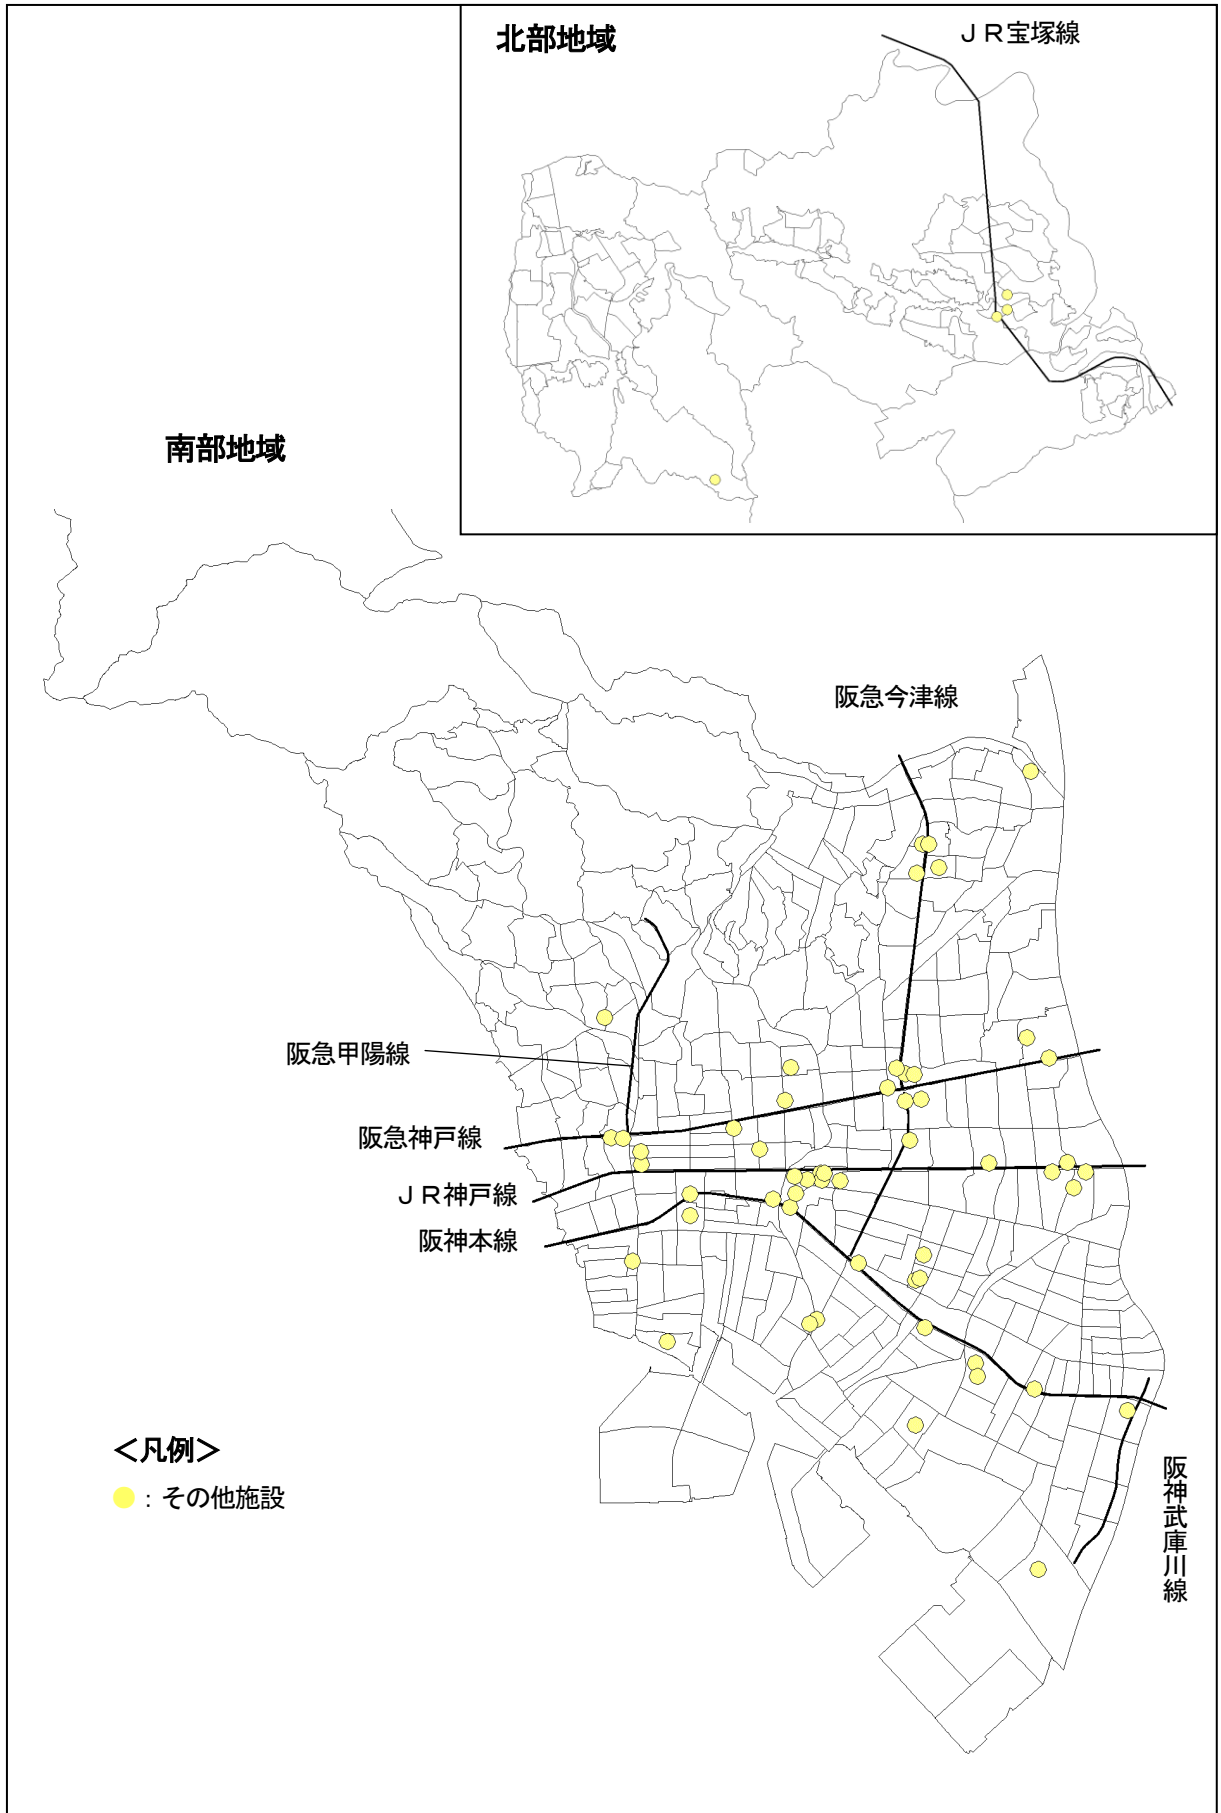 北部地域
ＪＲ宝塚線
南部地域
阪急今津線
阪急甲陽線
阪急神戸線
ＪＲ神戸線
阪神本線
＜凡例＞
：その他施設
阪神武庫川線